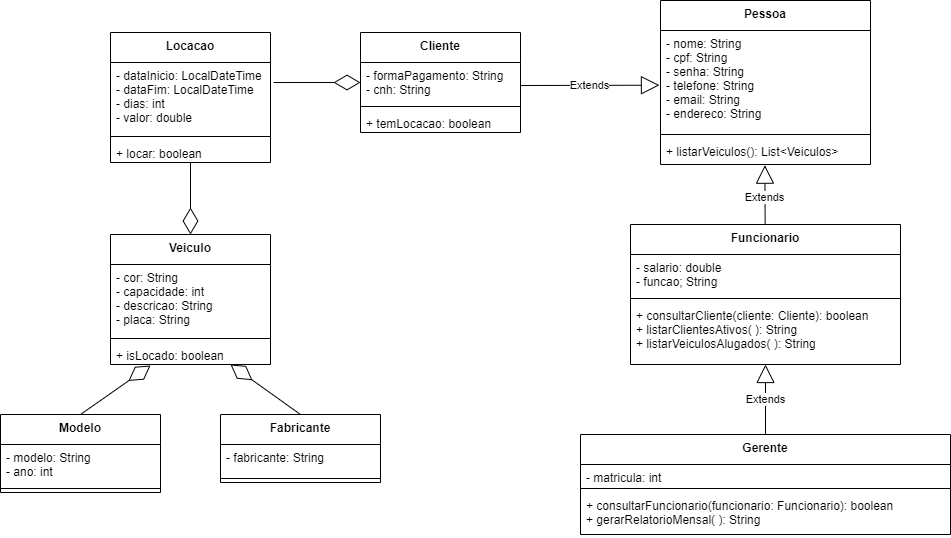 Locacao
- dataInicio: LocalDateTime
- dataFim: LocalDateTime
- dias: int
- valor: double
+ locar: boolean
Cliente
- formaPagamento: String
- cnh: String
+ temLocacao: boolean
Extends
Pessoa
- nome: String
- cpf: String
- senha: String
- telefone: String
- email: String
- endereco: String
+ listarVeiculos(): List<Veiculos>
Extends
Veiculo
- cor: String
- capacidade: int
- descricao: String
- placa: String
+ isLocado: boolean
Funcionario
- salario: double
- funcao; String
+ consultarCliente(cliente: Cliente): boolean
+ listarClientesAtivos( ): String
+ listarVeiculosAlugados( ): String
Extends
Modelo
- modelo: String
- ano: int
Fabricante
- fabricante: String
Gerente
- matricula: int
+ consultarFuncionario(funcionario: Funcionario): boolean
+ gerarRelatorioMensal( ): String